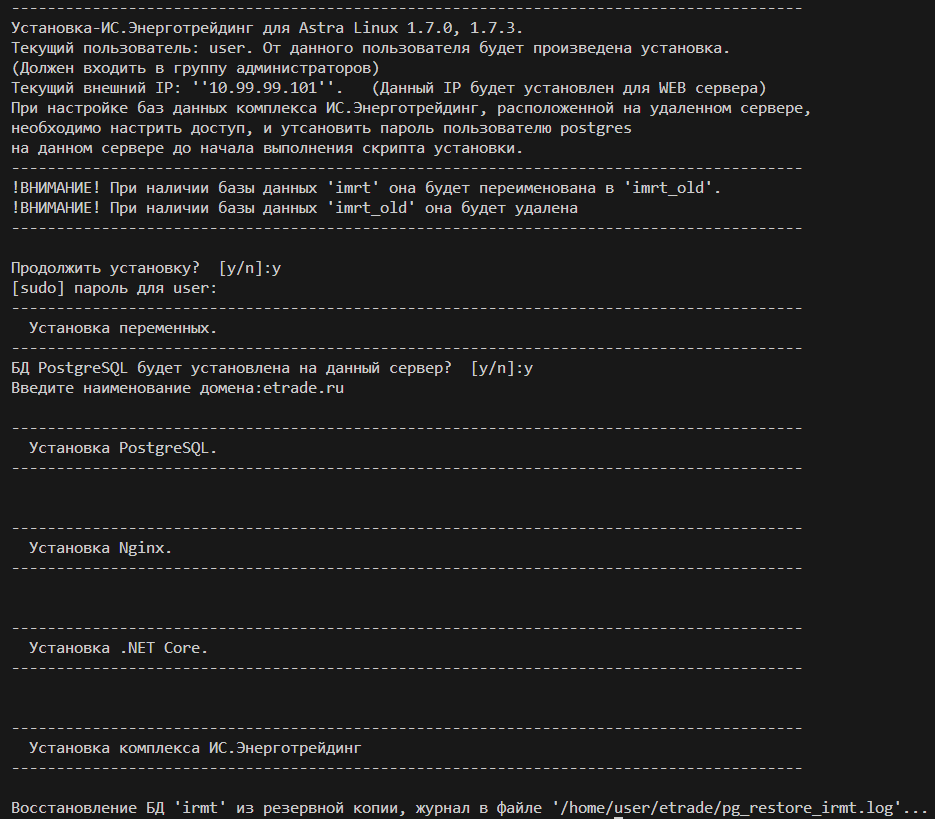 ----------------------------------------------------------------------------------------
Установка-ИС.Энерготрейдинг для Astra Linux 1.7.0, 1.7.3.
Текущий пользователь: user. От данного пользователя будет произведена установка.
(Должен входить в группу администраторов)
Текущий внешний IP: ''10.99.99.101''.   (Данный IP будет установлен для WEB сервера)
При настройке баз данных комплекса ИС.Энерготрейдинг, расположенной на удаленном сервере,
необходимо настрить доступ, и утсановить пароль пользователю postgres
на данном сервере до начала выполнения скрипта установки.
----------------------------------------------------------------------------------------
!ВНИМАНИЕ! При наличии базы данных 'imrt' она будет переименована в 'imrt_old'.
!ВНИМАНИЕ! При наличии базы данных 'imrt_old' она будет удалена
----------------------------------------------------------------------------------------
Продолжить установку?  [y/n]:y
[sudo] пароль для user:
----------------------------------------------------------------------------------------
  Установка переменных.
----------------------------------------------------------------------------------------
БД PostgreSQL будет установлена на данный сервер?  [y/n]:y
Введите наименование домена:etrade.ru
----------------------------------------------------------------------------------------
  Установка PostgreSQL.
----------------------------------------------------------------------------------------
----------------------------------------------------------------------------------------
  Установка Nginx.
----------------------------------------------------------------------------------------
----------------------------------------------------------------------------------------
  Установка .NET Core.
----------------------------------------------------------------------------------------
----------------------------------------------------------------------------------------
  Установка комплекса ИС.Энерготрейдинг
----------------------------------------------------------------------------------------
Восстановление БД 'irmt' из резервной копии, журнал в файле '/home/user/etrade/pg_restore_irmt.log'...